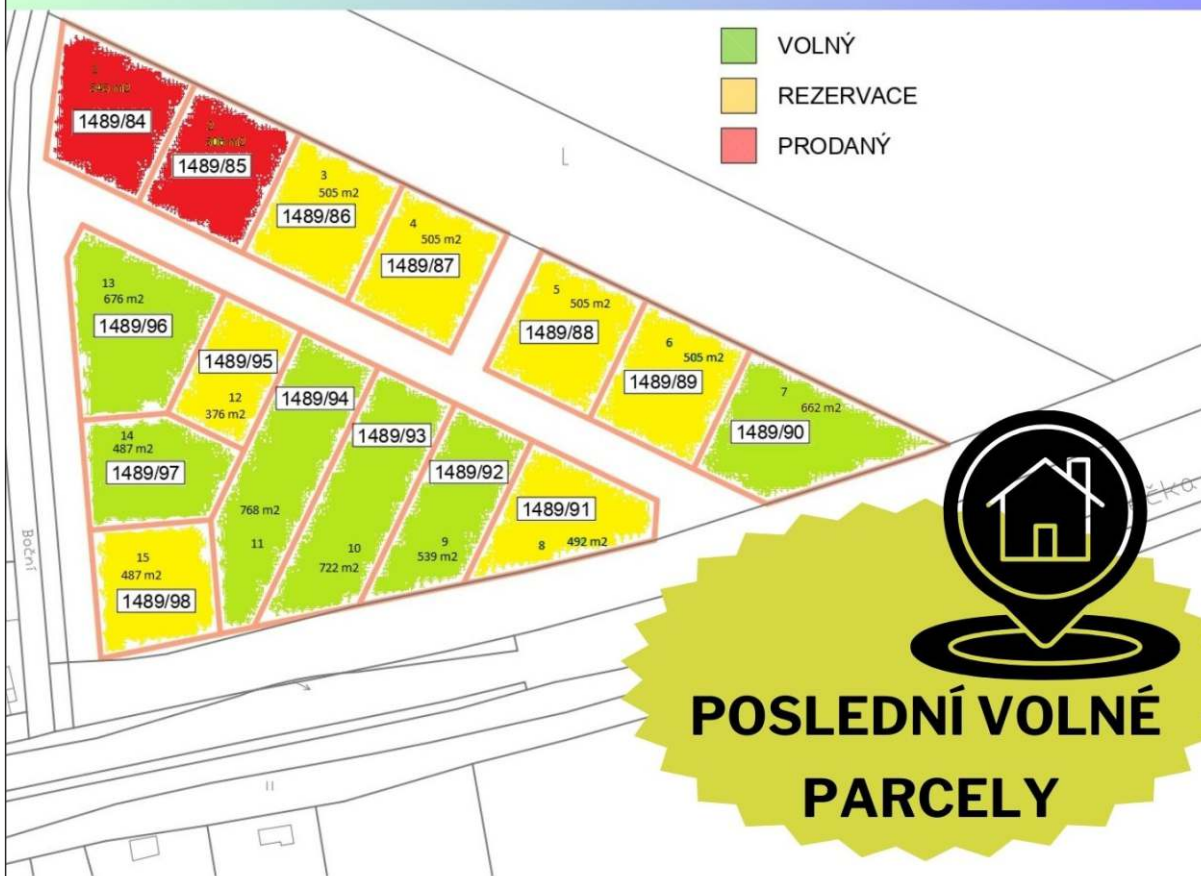 VOLNÝ
REZERVACE
PRODANÝ
1489/84
1489/85
3
505 m2
1489/86
4
505 m2
1489/87
5
505 m2
1489/88
6
505 m2
1489/89
7
662 m2
1489/90
13
676 m2
1489/96
1489/95
12
376 m2
1489/94
1489/93
1489/92
1489/91
14
487 m2
1489/97
768 m2
11
10
722 m2
9
539 m2
8
492 m2
15
487 m2
1489/98
Boční
POSLEDNÍ VOLNÉ
PARCELY